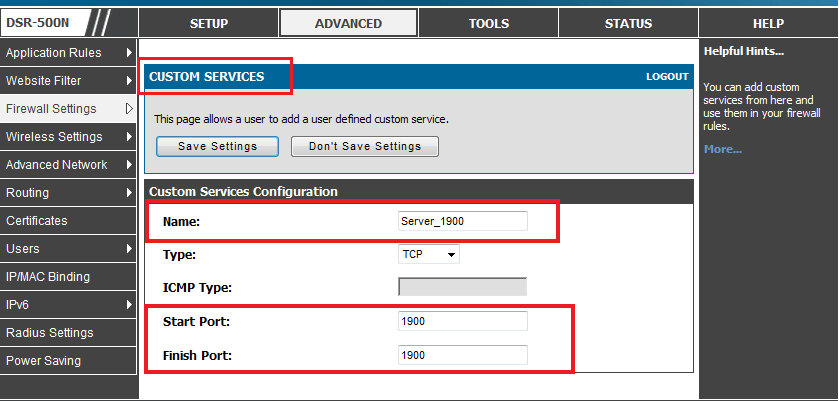 DSR-500N
SETUP
ADVANCED
TOOLS
STATUS
HELP
Application Rules
Website Filter
Firewall Settings
Wireless Settings
Advanced Network
Routing
Certificates
Users
IP/MAC Binding
IPv6
Radius Settings
Power Saving
CUSTOM SERVICES
LOGOUT
This page allows a user to add a user defined custom service.
Save Settings
Don't Save Settings
Custom Services Configuration
Name:
Server_1900
Type:
TCP
ICMP Type:
Start Port:
1900
Finish Port:
1900
Helpful Hints...
You can add custom
services from here and
use them in your firewall
rules.
More...